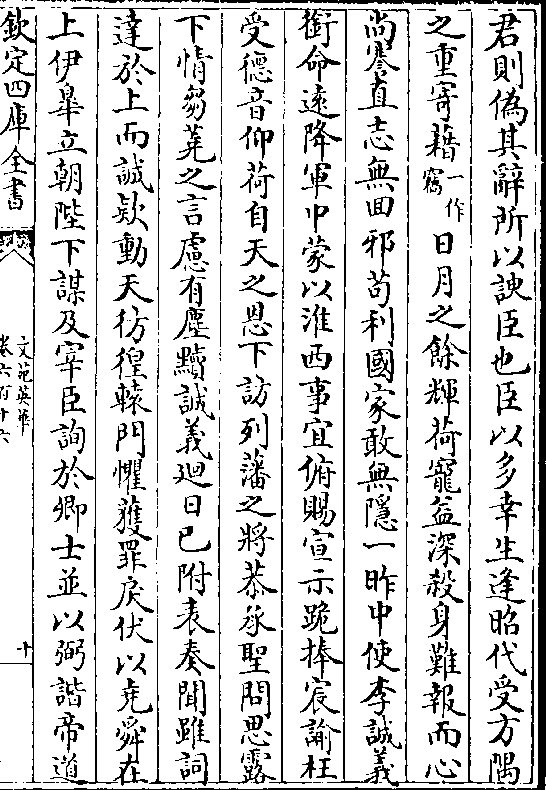 君則偽其辭所以諛臣也臣以多幸生逢昭代受方隅
之重寄藉一作竊日月之餘輝荷寵益深殺身難報而心
尚謇直志無回邪苟利國家敢無隱一昨中使李誠義
銜命逺降軍中蒙以淮西事宜俯賜宣示跪捧宸諭枉
受德音仰荷自天之恩下訪列藩之將恭承聖問思露
下情芻蕘之言慮有塵黷誠義廻日已附表奏聞雖詞
達於上而誠欵動天彷徨轅門懼獲罪戾伏以堯舜在
上伊臯立朝陛下謀及宰臣詢於卿士並以弼諧帝道
欽定四庫全書
文苑英華
卷六百十六
十